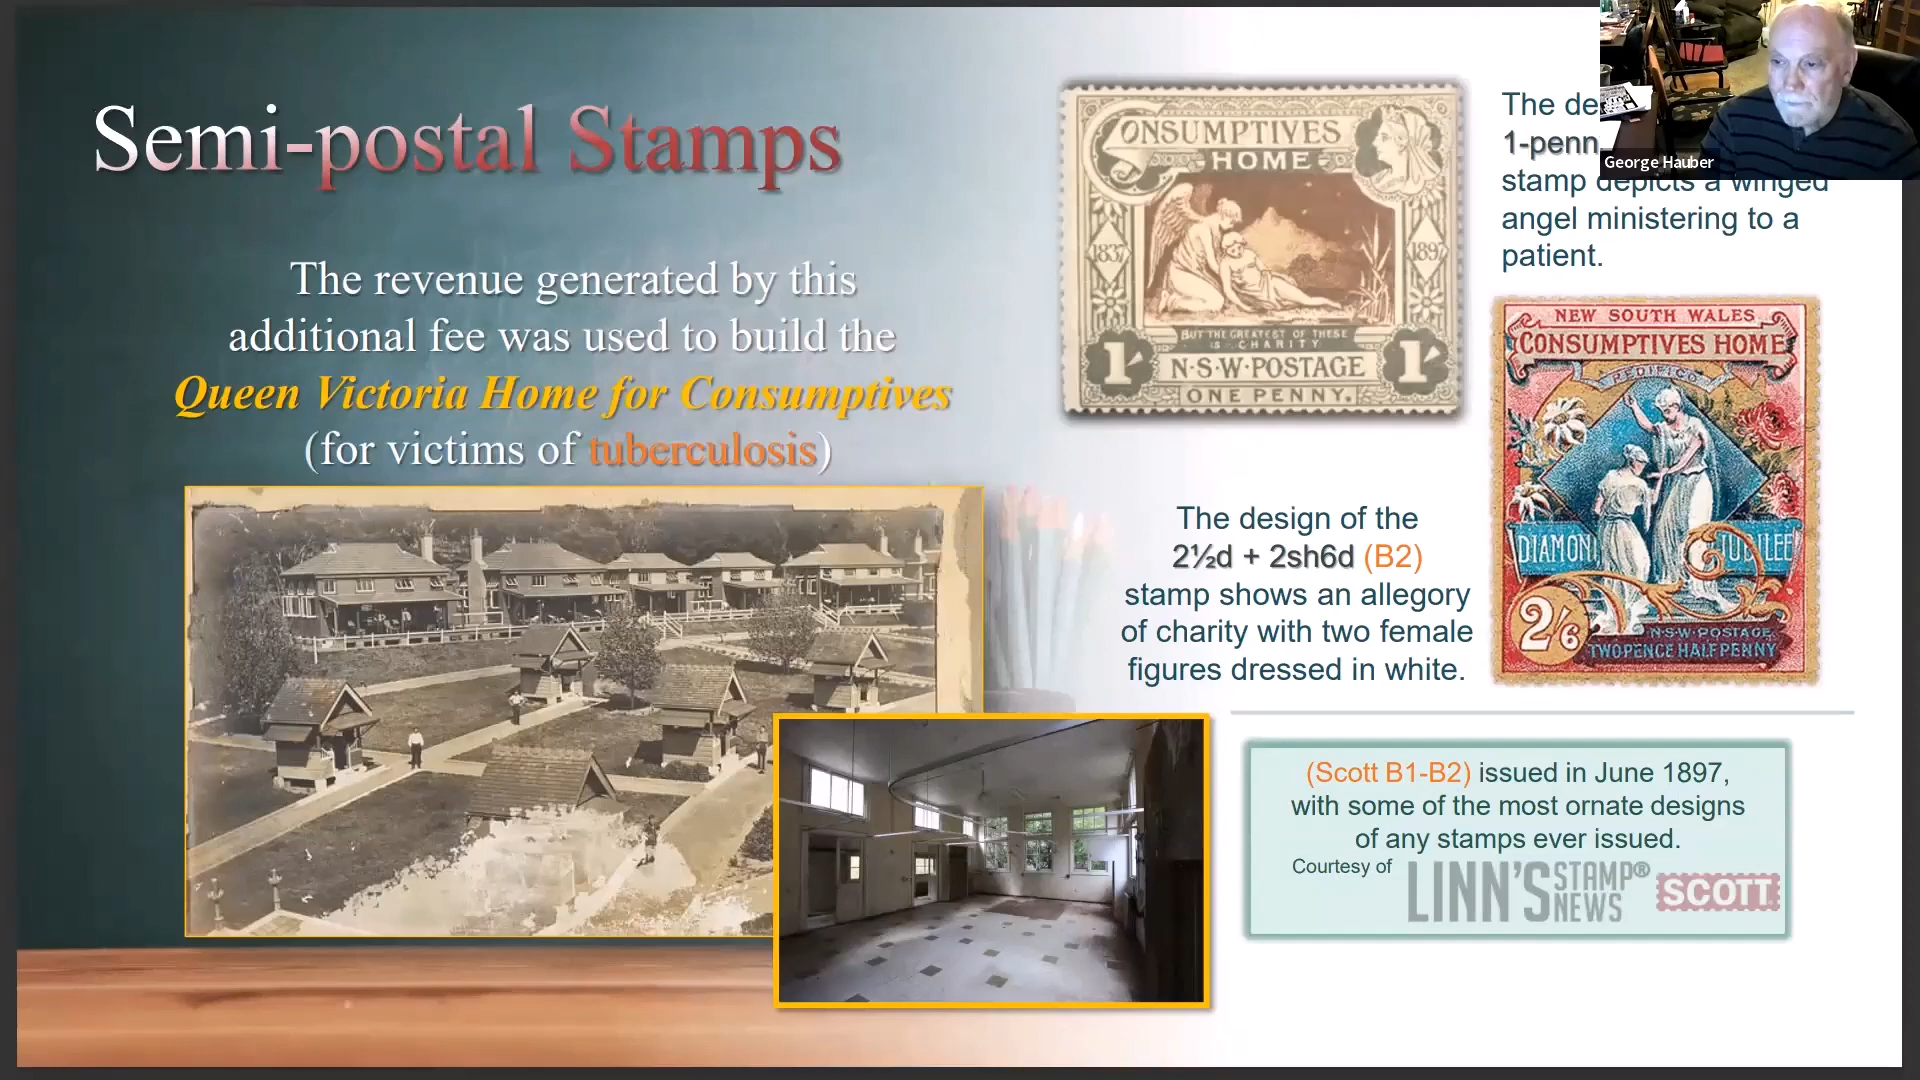 Semi-postal Stamps
The revenue generated by this
additional fee was used to build the
Queen Victoria Home for Consumptives
(for victims of tuberculosis)
CONSUMPTIVES
HOME
1837
1897
BUT THE GREATEST OF THESE
IS CHARITY
1' N·S·W·POSTAGE 1'
ONE PENNY.
The de
1-penn
stamp depicts a winged
angel ministering to a
patient.
George Hauber
NEW SOUTH WALES
CONSUMPTIVES HOME
DIAMON JUBILEE
2/6
N·S·W·POSTAGE.
TWOPENCE HALFPENNY
The design of the
2½d + 2sh6d (B2)
stamp shows an allegory
of charity with two female
figures dressed in white.
(Scott B1-B2) issued in June 1897,
with some of the most ornate designs
of any stamps ever issued.
Courtesy of
LINN'S STAMP® NEWS
SCOTT